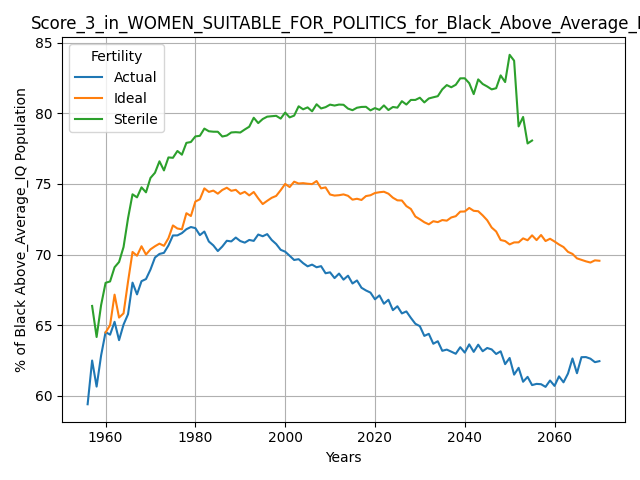 Score_3_in_WOMEN_SUITABLE_FOR_POLITICS_for_Black_Above_Average_I
Fertility
Actual
Ideal
Sterile
% of Black Above_Average_IQ Population
85
80
75
70
65
60
1960
1980
2000
2020
2040
2060
Years